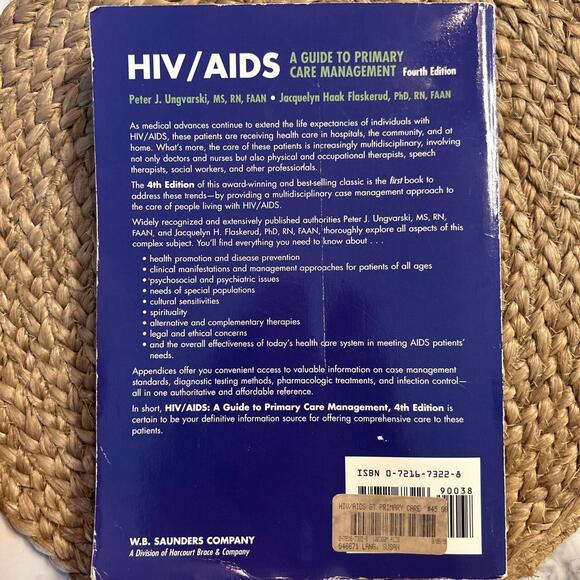 HIV/AIDS A GUIDE TO PRIMARY
CARE MANAGEMENT Fourth Edition
Peter J. Ungvarski, MS, RN, FAAN • Jacquelyn Haak Flaskerud, PhD, RN, FAAN
As medical advances continue to extend the life expectancies of individuals with
HIV/AIDS, these patients are receiving health care in hospitals, the community, and at
home. What's more, the care of these patients is increasingly multidisciplinary, involving
not only doctors and nurses but also physical and occupational therapists, speech
therapists, social workers, and other professionals.
The 4th Edition of this award-winning and best-selling classic is the first book to
address these trends—by providing a multidisciplinary case management approach to
the care of people living with HIV/AIDS.
Widely recognized and extensively published authorities Peter J. Ungvarski, MS, RN,
FAAN, and Jacquelyn H. Flaskerud, PhD, RN, FAAN, thoroughly explore all aspects of this
complex subject. You'll find everything you need to know about . . .
• health promotion and disease prevention
• clinical manifestations and management approaches for patients of all ages
• psychosocial and psychiatric issues
• needs of special populations
• cultural sensitivities
• spirituality
• alternative and complementary therapies
• legal and ethical concerns
• and the overall effectiveness of today's health care system in meeting AIDS patients'
needs.
Appendices offer you convenient access to valuable information on case management
standards, diagnostic testing methods, pharmacologic treatments, and infection control—
all in one authoritative and affordable reference.
In short, HIV/AIDS: A Guide to Primary Care Management, 4th Edition is
certain to be your definitive information source for offering comprehensive care to these
patients.
ISBN 0-7216-7322-8
90038
HIV/AIDS GT PRIMARY CARE
LANG, SUSAN
W.B. SAUNDERS COMPANY
A Division of Harcourt Brace & Company